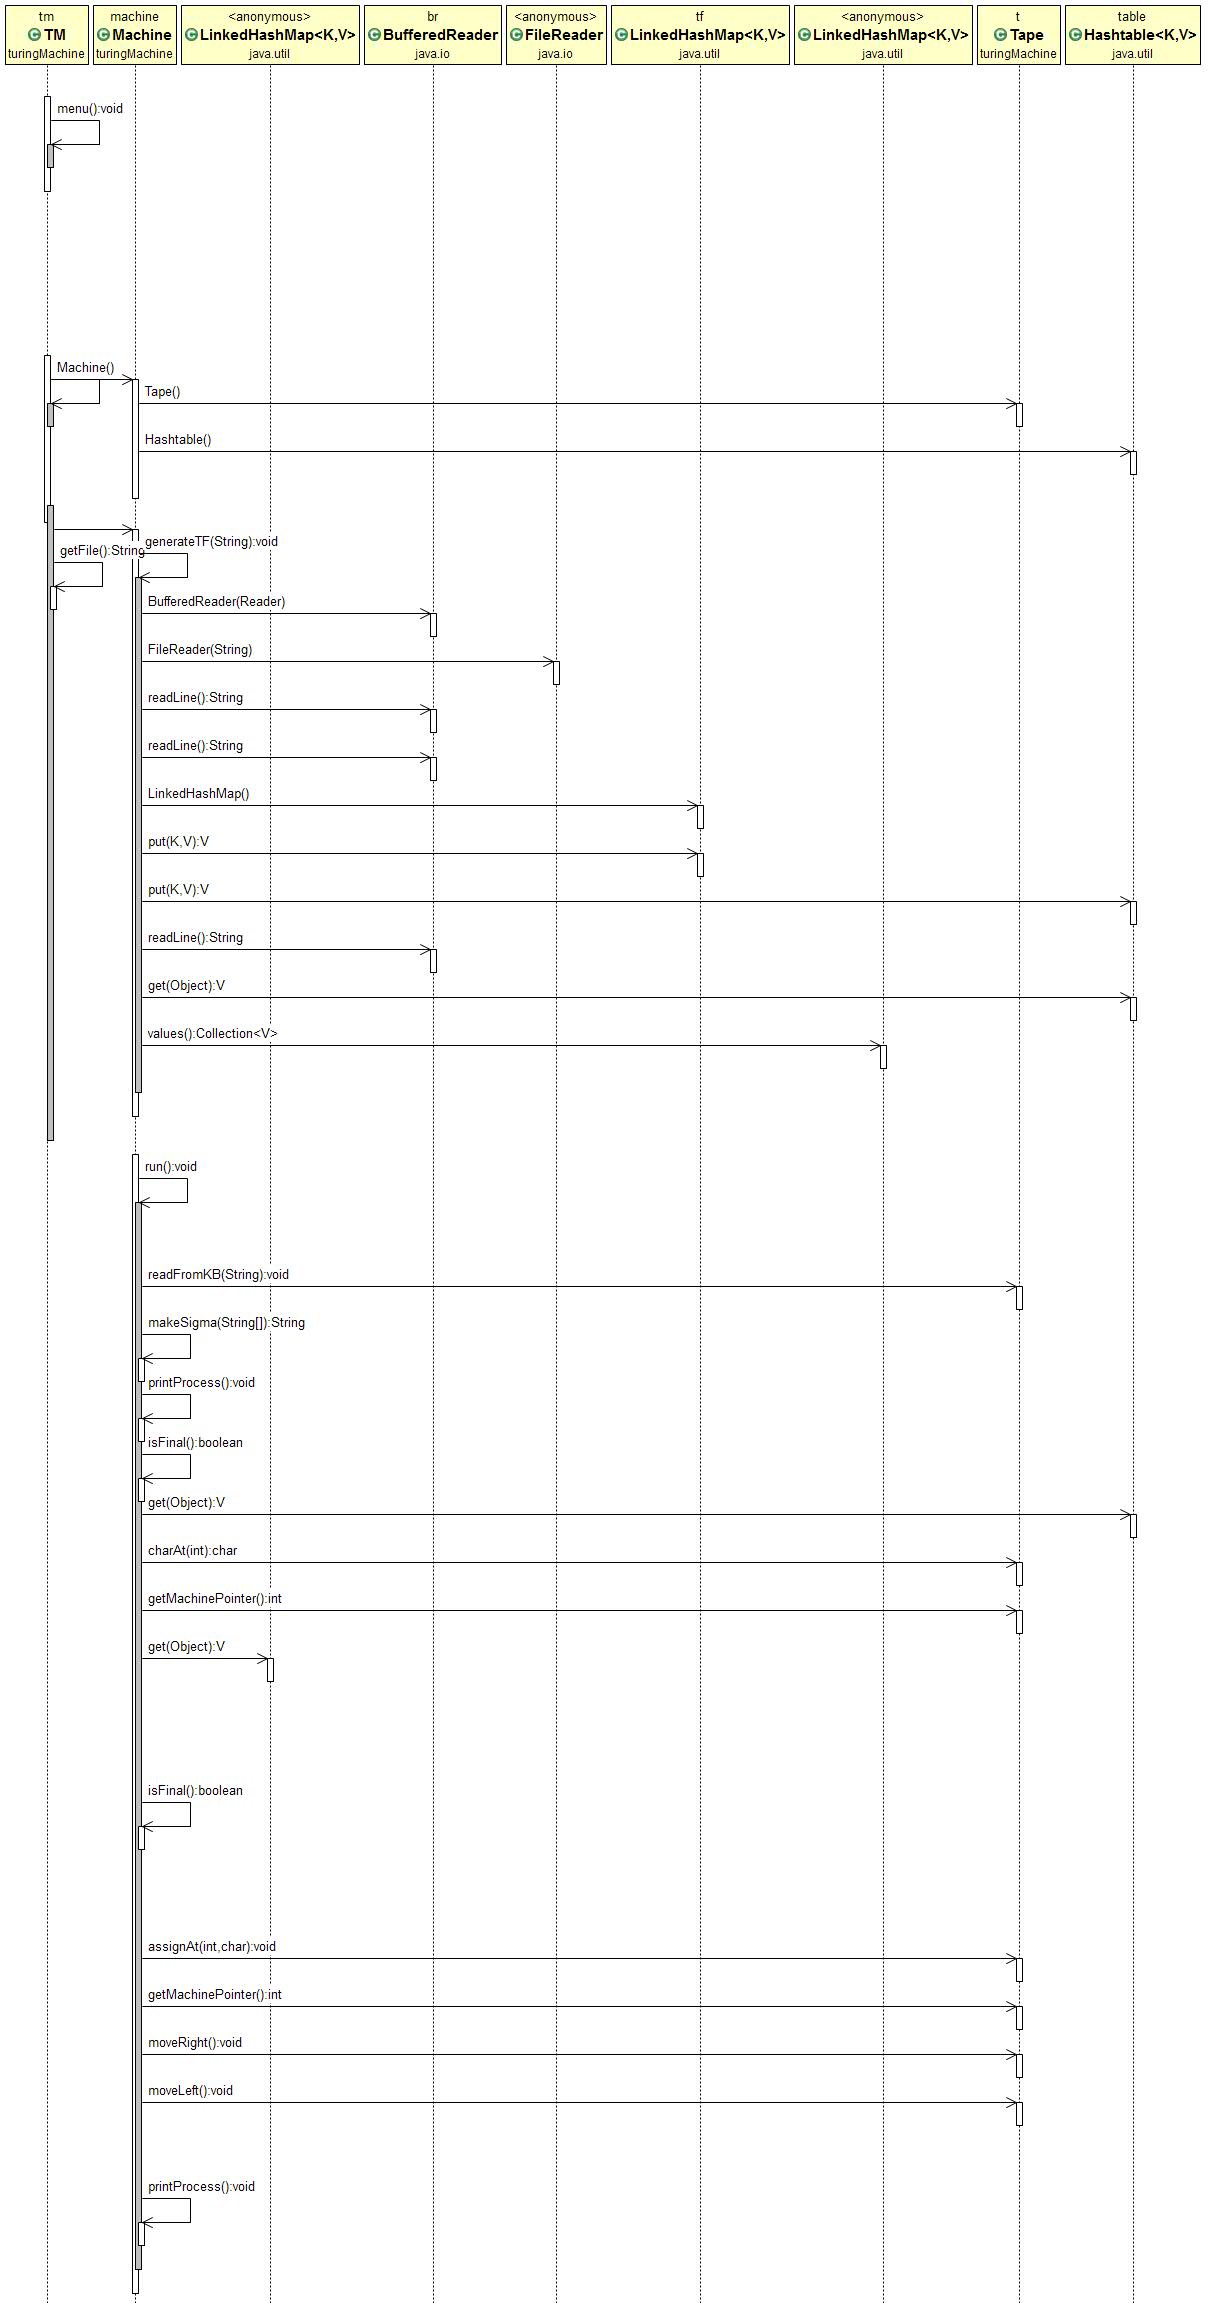 tm
TM
turingMachine
machine
Machine
turingMachine
<anonymous>
LinkedHashMap<K,V>
java.util
br
BufferedReader
java.io
<anonymous>
FileReader
java.io
tf
LinkedHashMap<K,V>
java.util
<anonymous>
LinkedHashMap<K,V>
java.util
t
Tape
turingMachine
table
Hashtable<K,V>
java.util
menu():void
Machine()
Tape()
Hashtable()
generateTF(String):void
getFile():String
BufferedReader(Reader)
FileReader(String)
readLine():String
readLine():String
LinkedHashMap()
put(K,V):V
put(K,V):V
readLine():String
get(Object):V
values():Collection<V>
run():void
readFromKB(String):void
makeSigma(String[]):String
printProcess():void
isFinal():boolean
get(Object):V
charAt(int):char
getMachinePointer():int
get(Object):V
isFinal():boolean
assignAt(int,char):void
getMachinePointer():int
moveRight():void
moveLeft():void
printProcess():void